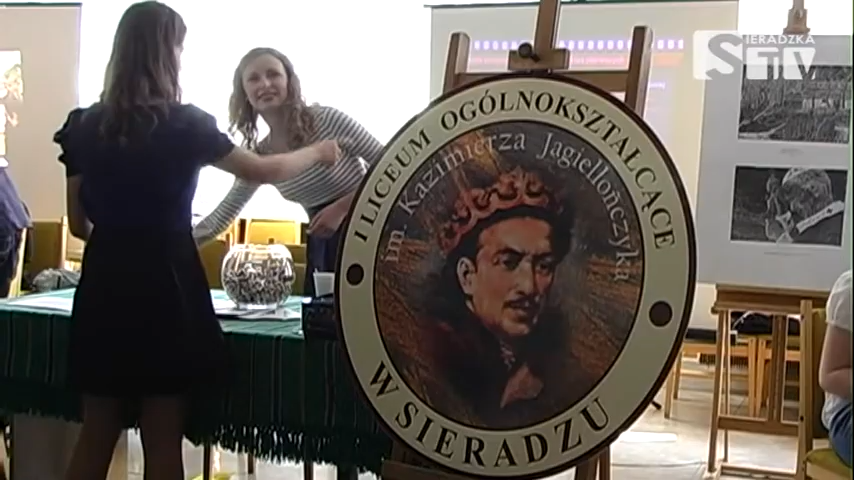 SIERADZKA
STV
I LICEUM OGÓLNOKSZTAŁCĄCE
im. Kazimierza Jagiellończyka
W SIERADZU